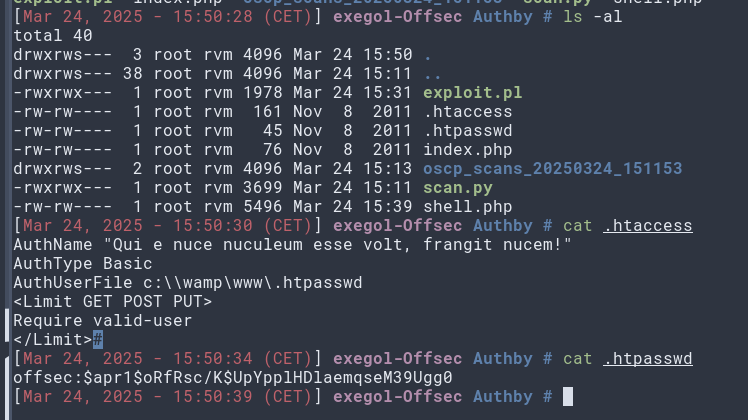 [Mar 24, 2025 - 15:50:28 (CET)] exegol-Offsec Authby # ls -al
total 40
drwxrws---  3 root rvm 4096 Mar 24 15:50 .
drwxrws--- 38 root rvm 4096 Mar 24 15:11 ..
-rwxrwx---  1 root rvm 1978 Mar 24 15:31 exploit.pl
-rw-rw----  1 root rvm  161 Nov  8  2011 .htaccess
-rw-rw----  1 root rvm   45 Nov  8  2011 .htpasswd
-rw-rw----  1 root rvm   76 Nov  8  2011 index.php
drwxrws---  2 root rvm 4096 Mar 24 15:13 oscp_scans_20250324_151153
-rwxrwx---  1 root rvm 3699 Mar 24 15:11 scan.py
-rw-rw----  1 root rvm 5496 Mar 24 15:39 shell.php
[Mar 24, 2025 - 15:50:30 (CET)] exegol-Offsec Authby # cat .htaccess
AuthName "Qui e nuce nuculeum esse volt, frangit nucem!"
AuthType Basic
AuthUserFile c:\\wamp\www\.htpasswd
<Limit GET POST PUT>
Require valid-user
</Limit>#
[Mar 24, 2025 - 15:50:34 (CET)] exegol-Offsec Authby # cat .htpasswd
offsec:$apr1$oRfRsc/K$UpYpplHDlaemqseM39Ugg0
[Mar 24, 2025 - 15:50:39 (CET)] exegol-Offsec Authby #